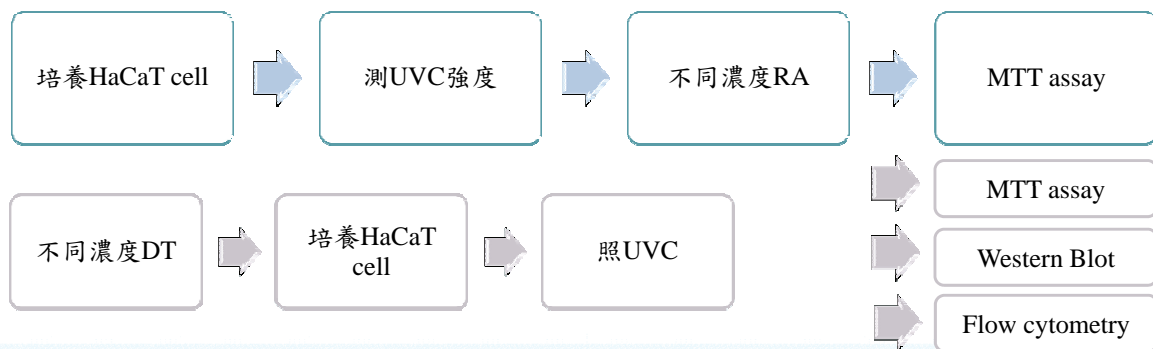 培養HaCaT cell
測UVC強度
不同濃度RA
MTT assay
不同濃度DT
培養HaCaT
cell
照UVC
MTT assay
Western Blot
Flow cytometry